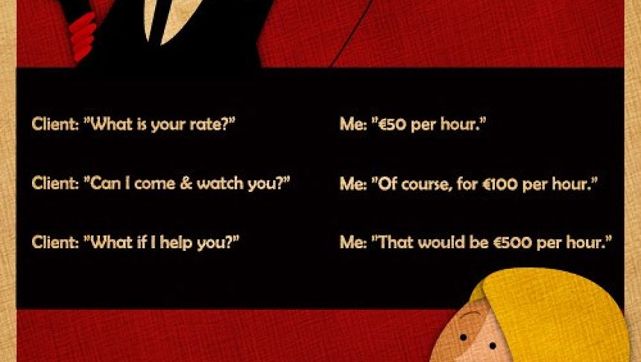 Client: "What is your rate?" Me: "€50 per hour."
Client: "Can I come & watch you?" Me: "Of course, for €100 per hour."
Client: "What if I help you?" Me: "That would be €500 per hour."